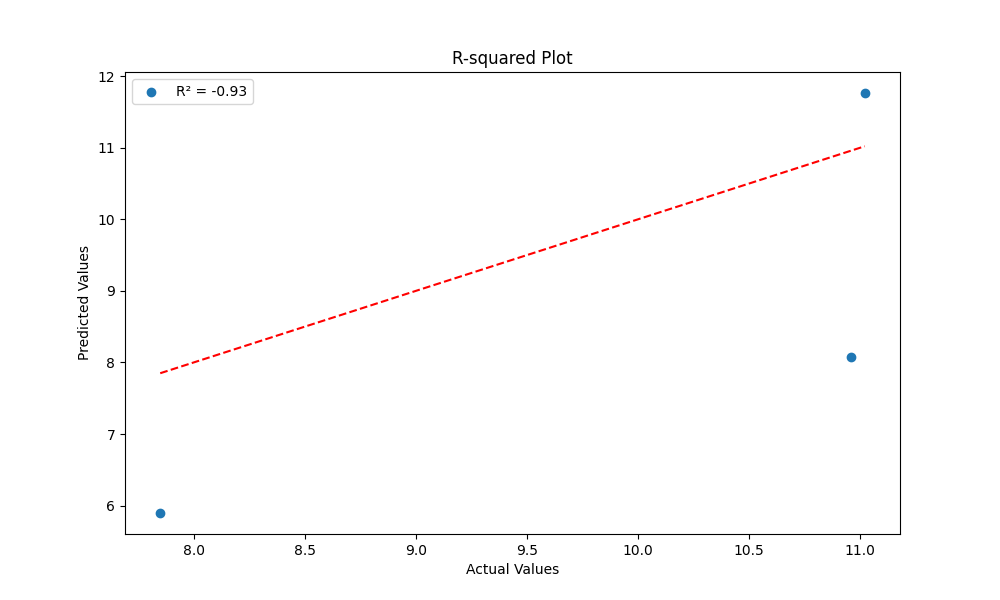 R-squared Plot
R² = -0.93
12
11
10
9
8
7
6
Predicted Values
8.0 8.5 9.0 9.5 10.0 10.5 11.0
Actual Values